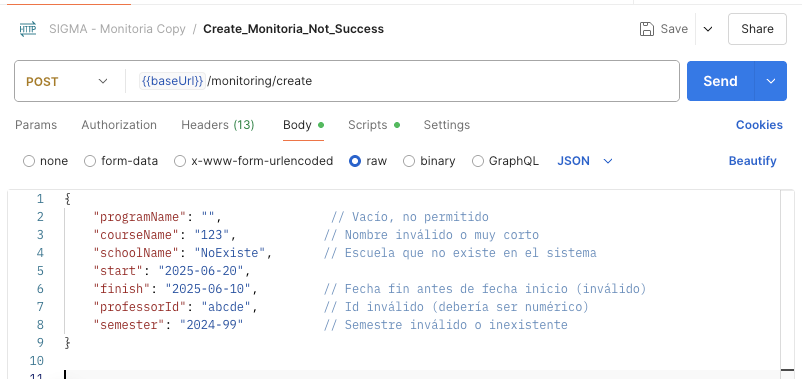 HTTP SIGMA - Monitoria Copy / Create_Monitoria_Not_Success Save Share
POST {{baseUrl}}/monitoring/create Send
Params Authorization Headers (13) Body Scripts Settings Cookies
none form-data x-www-form-urlencoded raw binary GraphQL JSON Beautify
1 {
2 "programName": "", // Vacío, no permitido
3 "courseName": "123", // Nombre inválido o muy corto
4 "schoolName": "NoExiste", // Escuela que no existe en el sistema
5 "start": "2025-06-20",
6 "finish": "2025-06-10", // Fecha fin antes de fecha inicio (inválido)
7 "professorId": "abcde", // Id inválido (debería ser numérico)
8 "semester": "2024-99" // Semestre inválido o inexistente
9 }
10
11